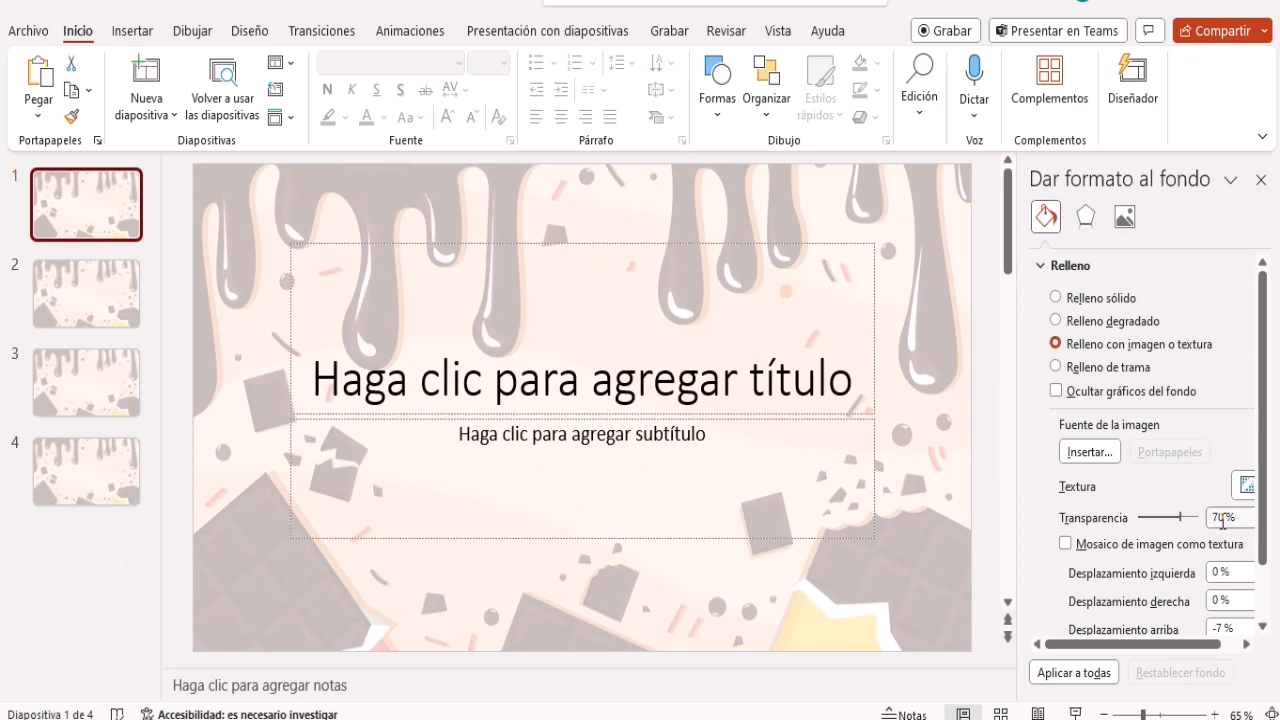 Archivo Inicio Insertar Dibujar Diseño Transiciones Animaciones Presentación con diapositivas Grabar Revisar Vista Ayuda
Grabar Presentar en Teams Compartir
Pegar
Nueva diapositiva
Volver a usar las diapositivas
N K S S ab AV
A Aa A A A
Formas Organizar Estilos rápidos
Edición
Dictar
Complementos
Diseñador
Portapapeles Diapositivas Fuente Párrafo Dibujo Voz Complementos
1
2
3
4
Haga clic para agregar título
Haga clic para agregar subtítulo
Haga clic para agregar notas
Dar formato al fondo
Relleno
Relleno sólido
Relleno degradado
Relleno con imagen o textura
Relleno de trama
Ocultar gráficos del fondo
Fuente de la imagen
Insertar... Portapapeles
Textura
Transparencia 70 %
Mosaico de imagen como textura
Desplazamiento izquierda 0 %
Desplazamiento derecha 0 %
Desplazamiento arriba -7 %
Aplicar a todas Restablecer fondo
Diapositiva 1 de 4 Accesibilidad: es necesario investigar Notas 65 %